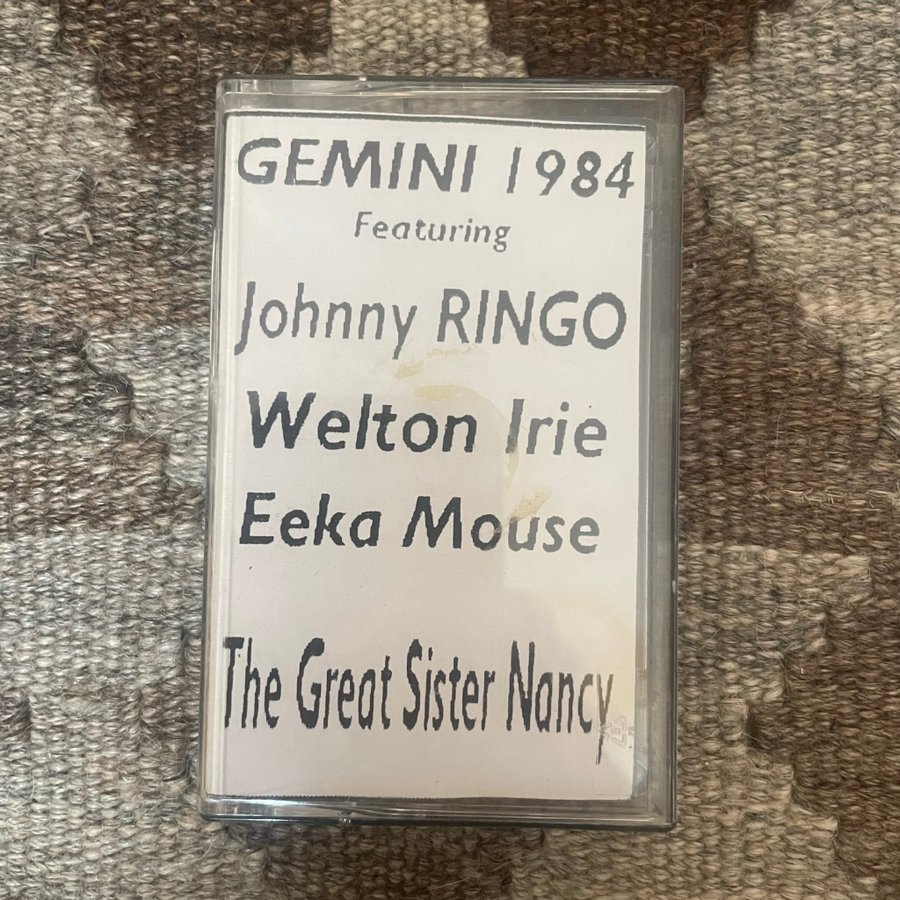 GEMINI 1984
Featuring
Johnny RINGO
Welton Irie
Eeka Mouse
The Great Sister Nancy